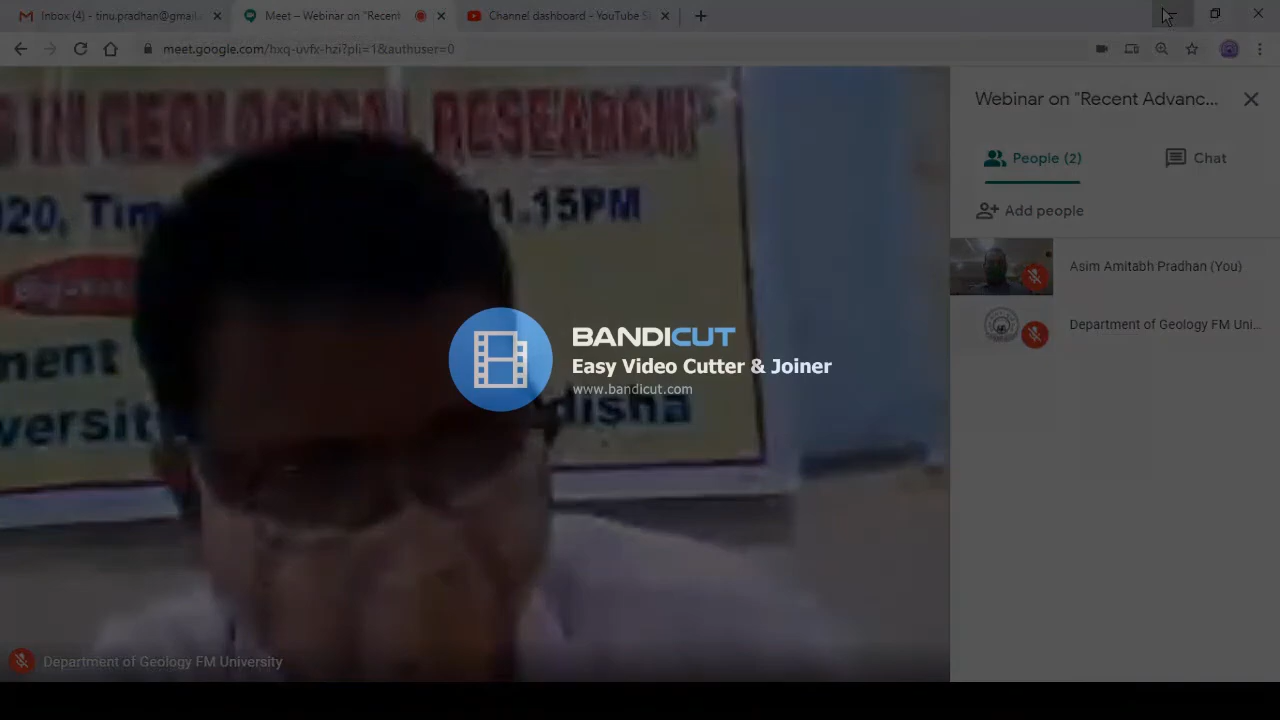 Inbox (4) - tinu.pradhan@gmail.c
Meet – Webinar on "Recent
Channel dashboard - YouTube S
meet.google.com/hxq-uvfx-hzi?pli=1&authuser=0
Webinar on "Recent Advanc...
People (2)
Chat
Add people
Asim Amitabh Pradhan (You)
Department of Geology FM Uni...
IN GEOLOGICAL RESEARCH"
020, Tim 01.15PM
ment
versit disha
BANDICUT
Easy Video Cutter & Joiner
www.bandicut.com
Department of Geology FM University